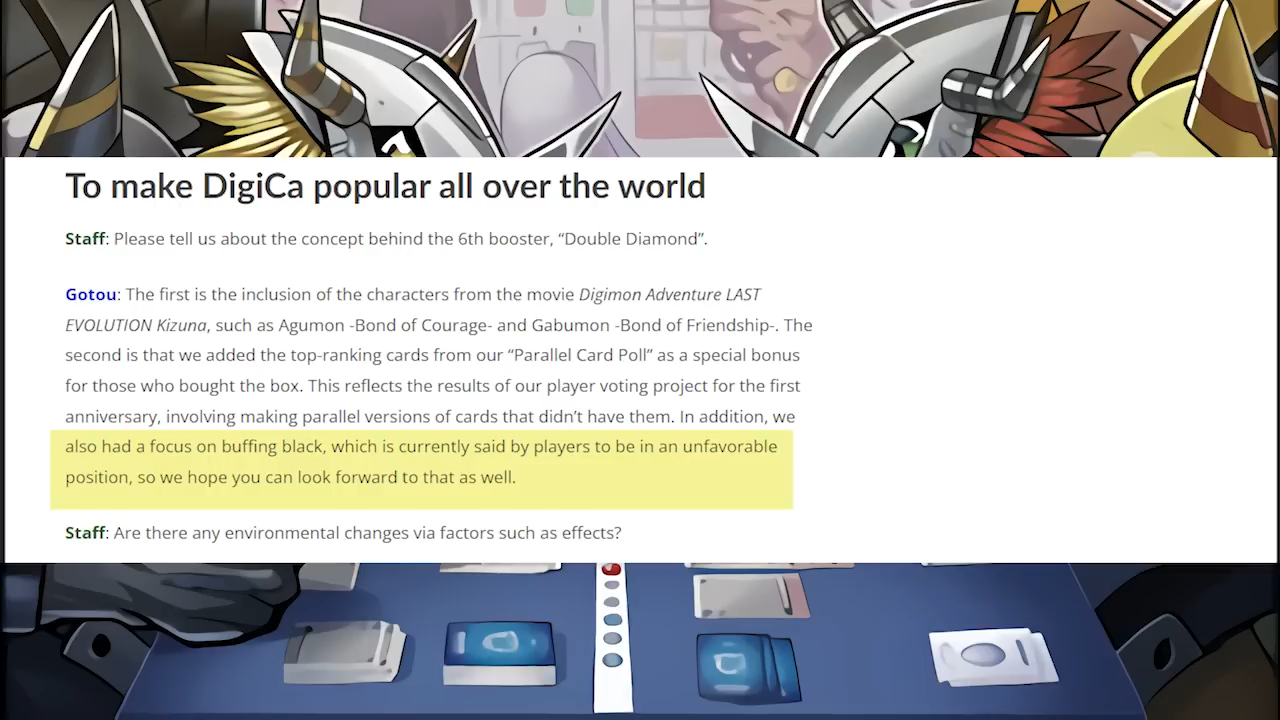 To make DigiCa popular all over the world
Staff: Please tell us about the concept behind the 6th booster, “Double Diamond”.
Gotou: The first is the inclusion of the characters from the movie Digimon Adventure LAST
EVOLUTION Kizuna, such as Agumon -Bond of Courage- and Gabumon -Bond of Friendship-. The
second is that we added the top-ranking cards from our “Parallel Card Poll” as a special bonus
for those who bought the box. This reflects the results of our player voting project for the first
anniversary, involving making parallel versions of cards that didn’t have them. In addition, we
also had a focus on buffing black, which is currently said by players to be in an unfavorable
position, so we hope you can look forward to that as well.
Staff: Are there any environmental changes via factors such as effects?